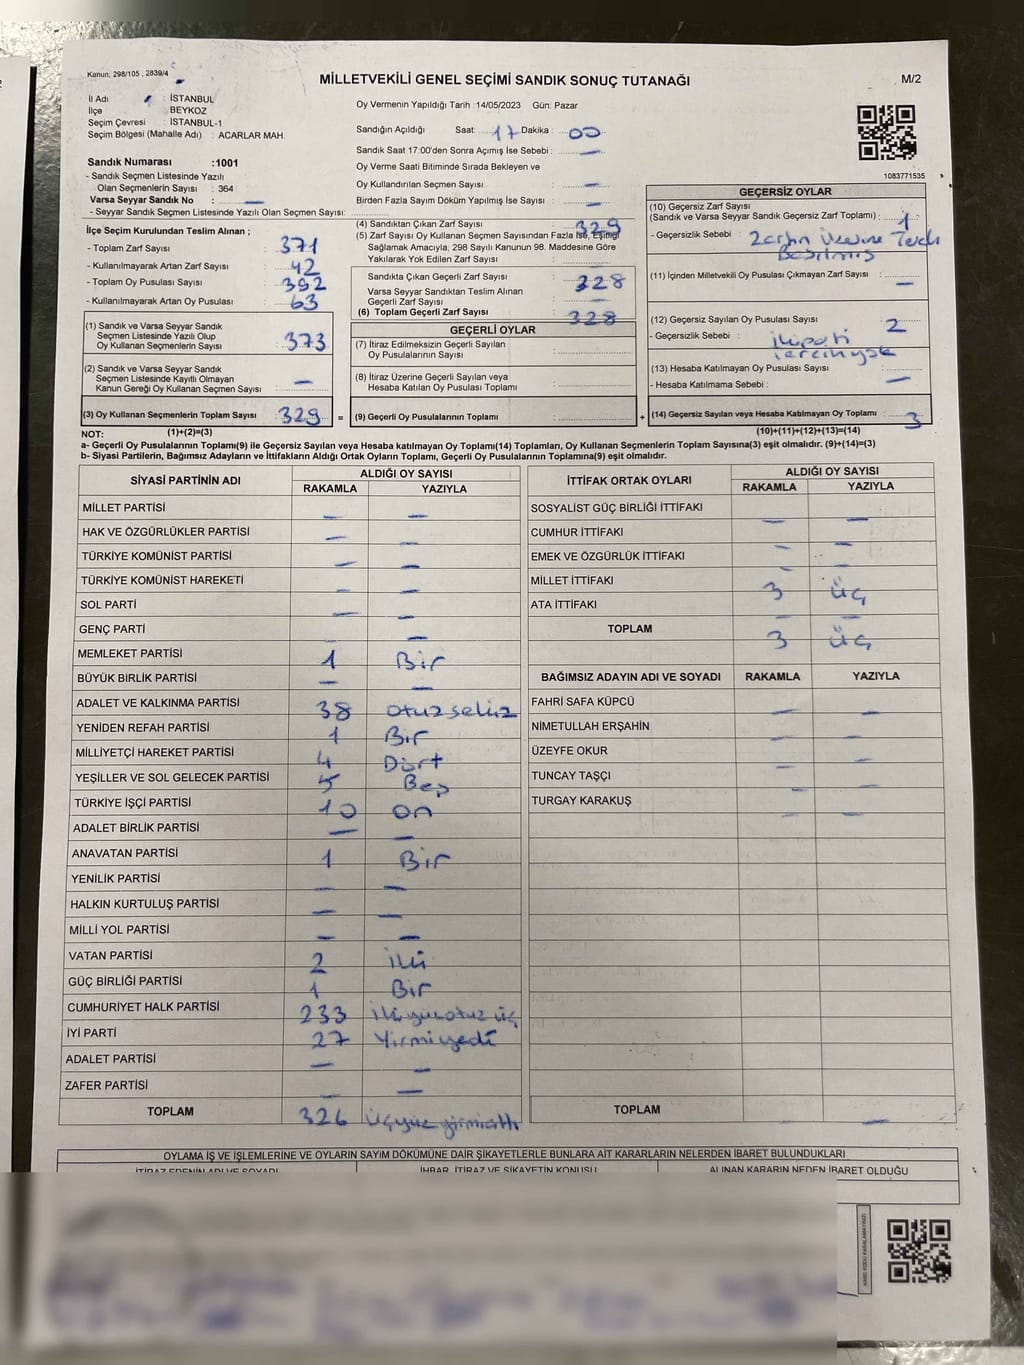 Kanun, 298/105 , 2839/4
MİLLETVEKİLİ GENEL SEÇİMİ SANDIK SONUÇ TUTANAĞI
M/2
İl Adı : İSTANBUL
İlçe : BEYKOZ
Seçim Çevresi : İSTANBUL-1
Seçim Bölgesi (Mahalle Adı) : ACARLAR MAH.
Sandık Numarası :1001
- Sandık Seçmen Listesinde Yazılı
Olan Seçmenlerin Sayısı : 364
Varsa Seyyar Sandık No : —
- Seyyar Sandık Seçmen Listesinde Yazılı Olan Seçmen Sayısı:
Oy Vermenin Yapıldığı Tarih :14/05/2023 Gün: Pazar
Sandığın Açıldığı Saat: 17 Dakika : 00
Sandık Saat 17:00'den Sonra Açımış İse Sebebi : —
Oy Verme Saati Bitiminde Sırada Bekleyen ve
Oy Kullandırılan Seçmen Sayısı : —
Birden Fazla Sayım Döküm Yapılmış İse Sayısı : —
1083771535
İlçe Seçim Kurulundan Teslim Alınan ;
- Toplam Zarf Sayısı : 371
- Kullanılmayarak Artan Zarf Sayısı : 42
- Toplam Oy Pusulası Sayısı : 392
- Kullanılmayarak Artan Oy Pusulası : 63
(1) Sandık ve Varsa Seyyar Sandık
Seçmen Listesinde Yazılı Olup
Oy Kullanan Seçmenlerin Sayısı : 373
(2) Sandık ve Varsa Seyyar Sandık
Seçmen Listesinde Kayıtlı Olmayan
Kanun Gereği Oy Kullanan Seçmen Sayısı : —
(3) Oy Kullanan Seçmenlerin Toplam Sayısı : 329 =
(1)+(2)=(3)
(4) Sandıktan Çıkan Zarf Sayısı : 329
(5) Zarf Sayısı Oy Kullanan Seçmen Sayısından Fazla İse, Eşitliği
Sağlamak Amacıyla, 298 Sayılı Kanunun 98. Maddesine Göre
Yakılarak Yok Edilen Zarf Sayısı :
Sandıkta Çıkan Geçerli Zarf Sayısı : 328
Varsa Seyyar Sandıktan Teslim Alınan
Geçerli Zarf Sayısı : —
(6) Toplam Geçerli Zarf Sayısı : 328
GEÇERLİ OYLAR
(7) İtiraz Edilmeksizin Geçerli Sayılan
Oy Pusulalarının Sayısı :
(8) İtiraz Üzerine Geçerli Sayılan veya
Hesaba Katılan Oy Pusulası Toplamı :
(9) Geçerli Oy Pusulalarının Toplamı : +
GEÇERSİZ OYLAR
(10) Geçersiz Zarf Sayısı
(Sandık ve Varsa Seyyar Sandık Geçersiz Zarf Toplamı) : 1
- Geçersizlik Sebebi : Zarfın Üzerine Tercih
Basılmış
(11) İçinden Milletvekili Oy Pusulası Çıkmayan Zarf Sayısı : —
(12) Geçersiz Sayılan Oy Pusulası Sayısı : 2
- Geçersizlik Sebebi : iki parti
tercihi yok
(13) Hesaba Katılmayan Oy Pusulası Sayısı :
- Hesaba Katılmama Sebebi : —
(14) Geçersiz Sayılan veya Hesaba Katılmayan Oy Toplamı : 3
(10)+(11)+(12)+(13)=(14)
NOT:
a- Geçerli Oy Pusulalarının Toplamı(9) ile Geçersiz Sayılan veya Hesaba katılmayan Oy Toplamı(14) Toplamları, Oy Kullanan Seçmenlerin Toplam Sayısına(3) eşit olmalıdır. (9)+(14)=(3)
b- Siyasi Partilerin, Bağımsız Adayların ve İttifakların Aldığı Ortak Oyların Toplamı, Geçerli Oy Pusulalarının Toplamına(9) eşit olmalıdır.
SİYASİ PARTİNİN ADI ALDIĞI OY SAYISI
RAKAMLA YAZIYLA
MİLLET PARTİSİ — —
HAK VE ÖZGÜRLÜKLER PARTİSİ — —
TÜRKİYE KOMÜNİST PARTİSİ — —
TÜRKİYE KOMÜNİST HAREKETİ — —
SOL PARTİ — —
GENÇ PARTİ —
MEMLEKET PARTİSİ 1 Bir
BÜYÜK BİRLİK PARTİSİ — —
ADALET VE KALKINMA PARTİSİ 38 otuzsekiz
YENİDEN REFAH PARTİSİ 1 Bir
MİLLİYETÇİ HAREKET PARTİSİ 4 Dört
YEŞİLLER VE SOL GELECEK PARTİSİ 5 Beş
TÜRKİYE İŞÇİ PARTİSİ 10 on
ADALET BİRLİK PARTİSİ — —
ANAVATAN PARTİSİ 1 Bir
YENİLİK PARTİSİ — —
HALKIN KURTULUŞ PARTİSİ — —
MİLLİ YOL PARTİSİ — —
VATAN PARTİSİ 2 iki
GÜÇ BİRLİĞİ PARTİSİ 1 Bir
CUMHURİYET HALK PARTİSİ 233 ikiyüzotuz üç
İYİ PARTİ 27 Yirmiyedi
ADALET PARTİSİ — —
ZAFER PARTİSİ — —
TOPLAM 326 üçyüz yirmialtı
İTTİFAK ORTAK OYLARI ALDIĞI OY SAYISI
RAKAMLA YAZIYLA
SOSYALİST GÜÇ BİRLİĞİ İTTİFAKI — —
CUMHUR İTTİFAKI — —
EMEK VE ÖZGÜRLÜK İTTİFAKI — —
MİLLET İTTİFAKI 3 üç
ATA İTTİFAKI — —
TOPLAM 3 üç
BAĞIMSIZ ADAYIN ADI VE SOYADI RAKAMLA YAZIYLA
FAHRİ SAFA KÜPCÜ — —
NİMETULLAH ERŞAHİN — —
ÜZEYFE OKUR — —
TUNCAY TAŞÇI — —
TURGAY KARAKUŞ — —
TOPLAM —
OYLAMA İŞ VE İŞLEMLERİNE VE OYLARIN SAYIM DÖKÜMÜNE DAİR ŞİKAYETLERLE BUNLARA AİT KARARLARIN NELERDEN İBARET BULUNDUKLARI
İTİRAZ EDENİN ADI VE SOYADI İHBAR, İTİRAZ VE ŞİKAYETİN KONUSU ALINAN KARARIN NEDEN İBARET OLDUĞU